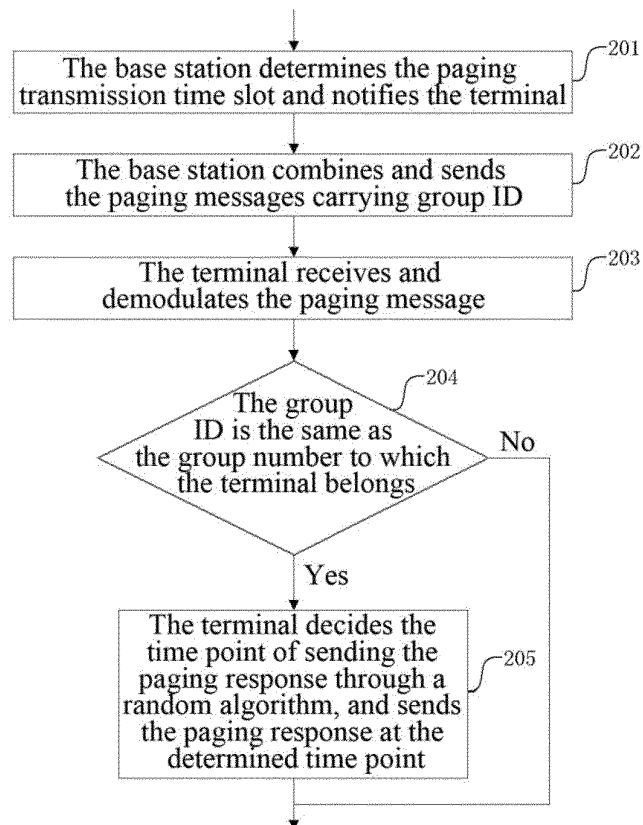 201
The base station determines the paging
transmission time slot and notifies the terminal
202
The base station combines and sends
the paging messages carrying group ID
203
The terminal receives and
demodulates the paging message
204
The group
ID is the same as
the group number to which
the terminal belongs
No
Yes
The terminal decides the
time point of sending the
paging response through a
random algorithm, and sends
the paging response at the
determined time point
205